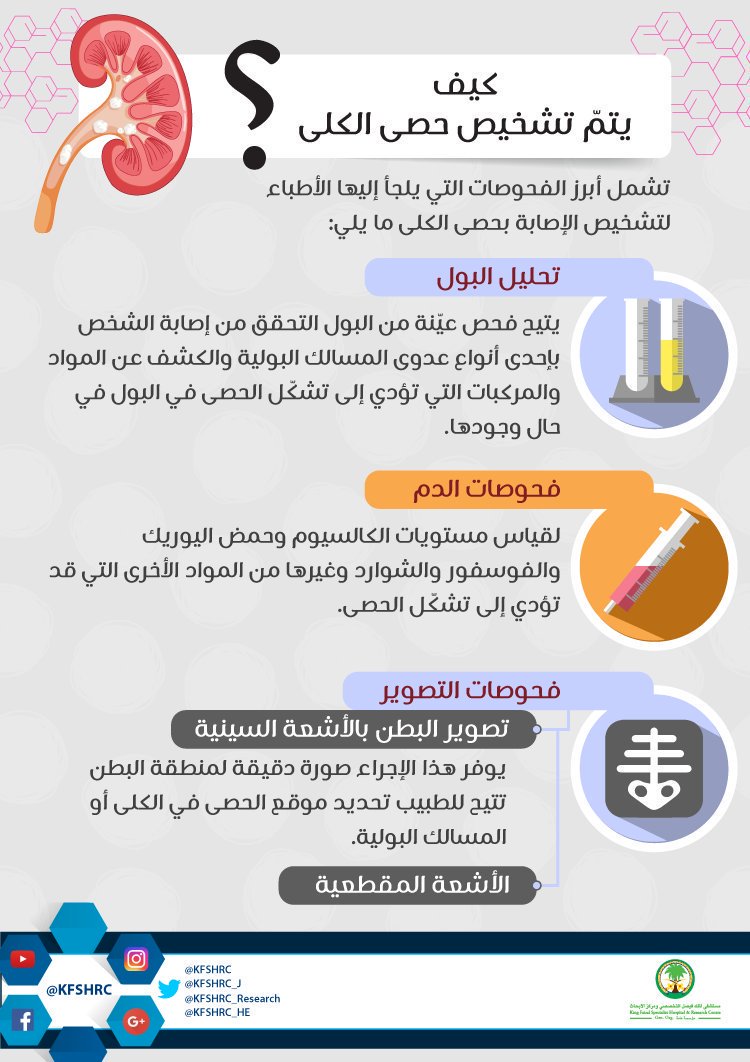 كيف
يتمّ تشخيص حصى الكلى
؟
تشمل أبرز الفحوصات التي يلجأ إليها الأطباء
لتشخيص الإصابة بحصى الكلى ما يلي:
تحليل البول
يتيح فحص عيّنة من البول التحقق من إصابة الشخص
بإحدى أنواع عدوى المسالك البولية والكشف عن المواد
والمركبات التي تؤدي إلى تشكّل الحصى في البول في
حال وجودها.
فحوصات الدم
لقياس مستويات الكالسيوم وحمض اليوريك
والفوسفور والشوارد وغيرها من المواد الأخرى التي قد
تؤدي إلى تشكّل الحصى.
فحوصات التصوير
تصوير البطن بالأشعة السينية
يوفر هذا الإجراء صورة دقيقة لمنطقة البطن
تتيح للطبيب تحديد موقع الحصى في الكلى أو
المسالك البولية.
الأشعة المقطعية
@KFSHRC
@KFSHRC
@KFSHRC_J
@KFSHRC_Research
@KFSHRC_HE
مستشفى الملك فيصل التخصصي ومركز الأبحاث
King Faisal Specialist Hospital & Research Centre
Gen. Org. مؤسسة عامة